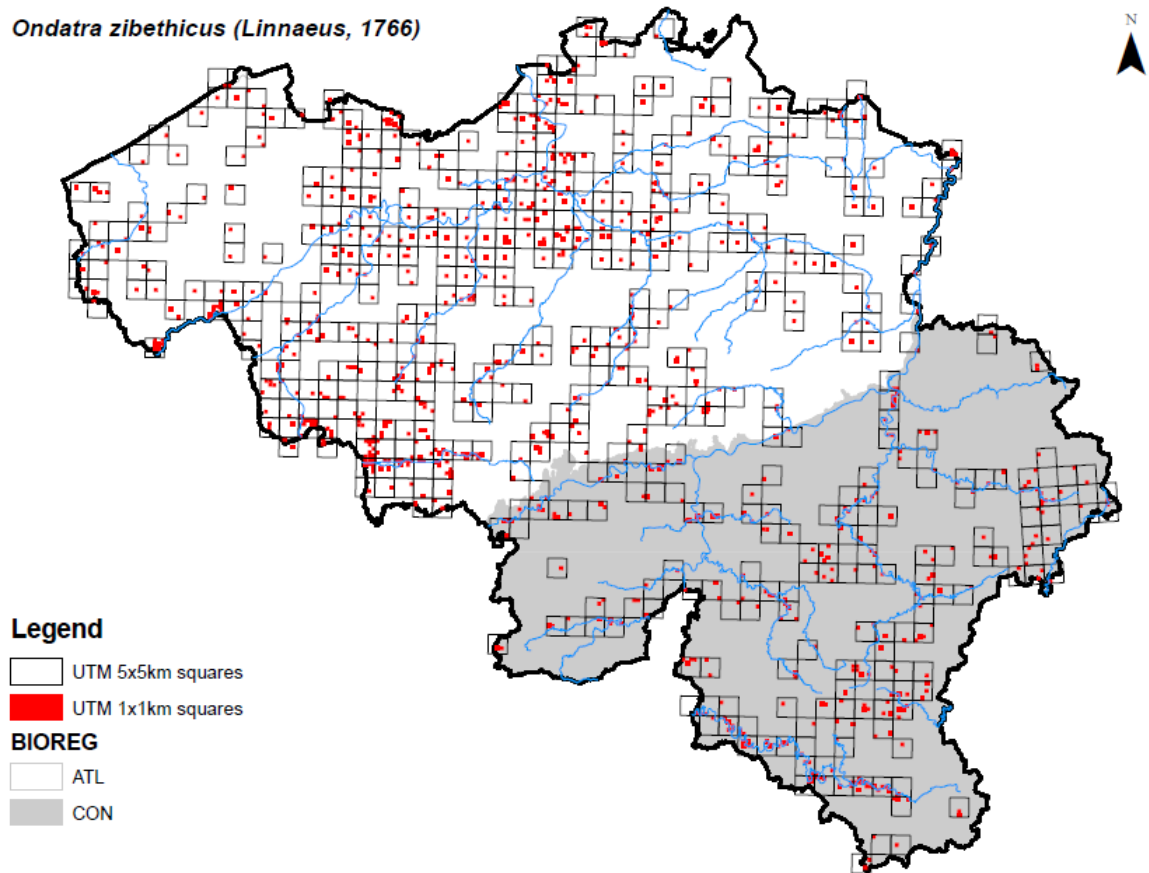 Ondatra zibethicus (Linnaeus, 1766)
N
Legend
UTM 5x5km squares
UTM 1x1km squares
BIOREG
ATL
CON